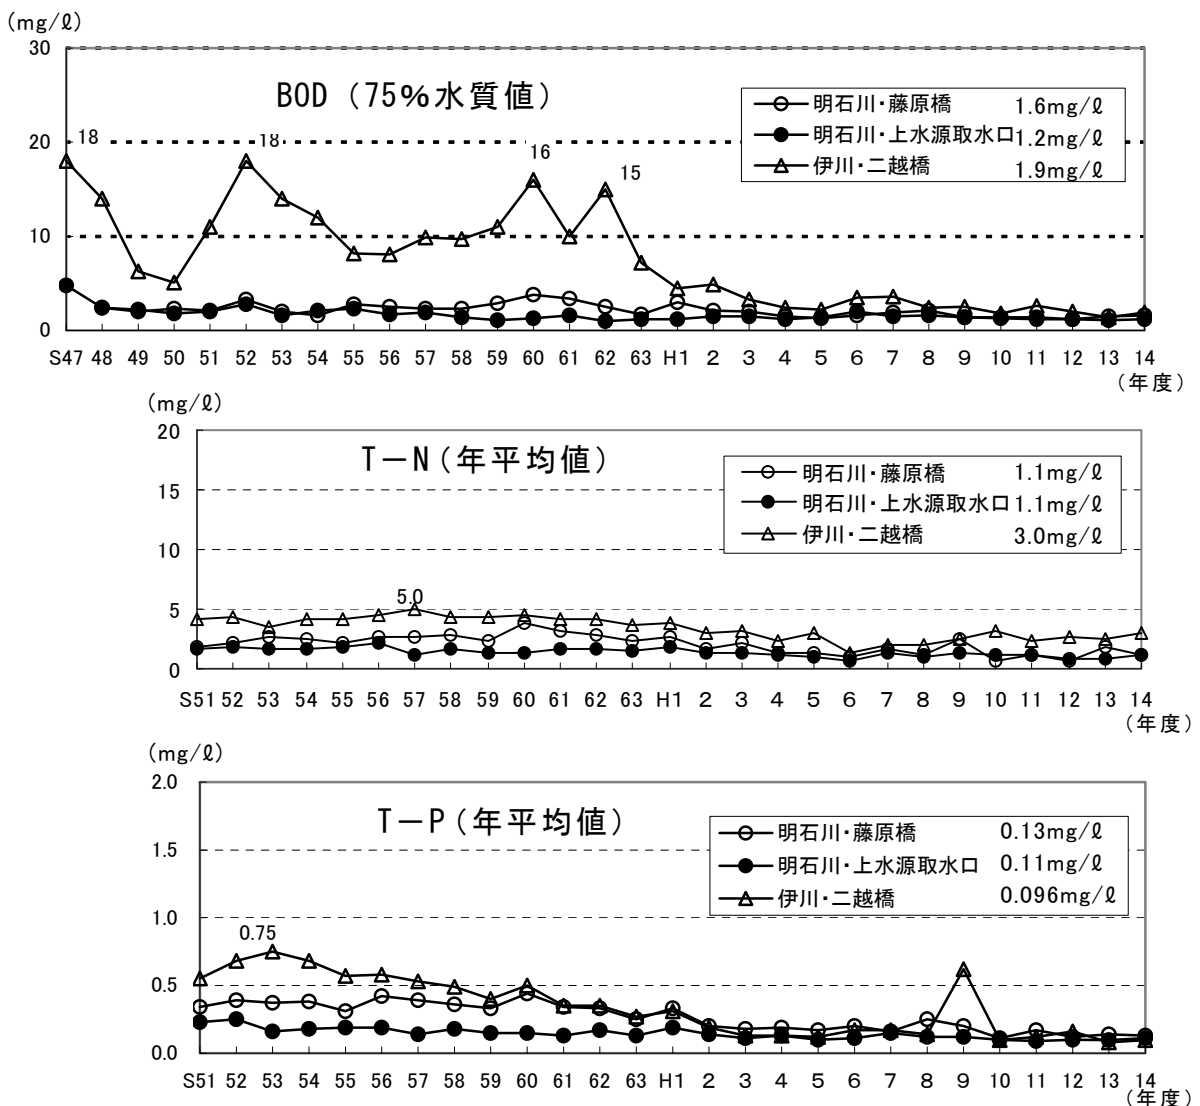 (mg/ℓ)
30
BOD (75%水質値)
明石川・藤原橋 1.6mg/ℓ
明石川・上水源取水口 1.2mg/ℓ
伊川・二越橋 1.9mg/ℓ
20
18
18
16
15
10
0
S47 48 49 50 51 52 53 54 55 56 57 58 59 60 61 62 63 H1 2 3 4 5 6 7 8 9 10 11 12 13 14
(年度)
(mg/ℓ)
20
T－N(年平均値)
明石川・藤原橋 1.1mg/ℓ
明石川・上水源取水口 1.1mg/ℓ
伊川・二越橋 3.0mg/ℓ
15
10
5.0
5
0
S51 52 53 54 55 56 57 58 59 60 61 62 63 H1 2 3 4 5 6 7 8 9 10 11 12 13 14
(年度)
(mg/ℓ)
2.0
T－P(年平均値)
明石川・藤原橋 0.13mg/ℓ
明石川・上水源取水口 0.11mg/ℓ
伊川・二越橋 0.096mg/ℓ
1.5
1.0
0.75
0.5
0.0
S51 52 53 54 55 56 57 58 59 60 61 62 63 H1 2 3 4 5 6 7 8 9 10 11 12 13 14
(年度)